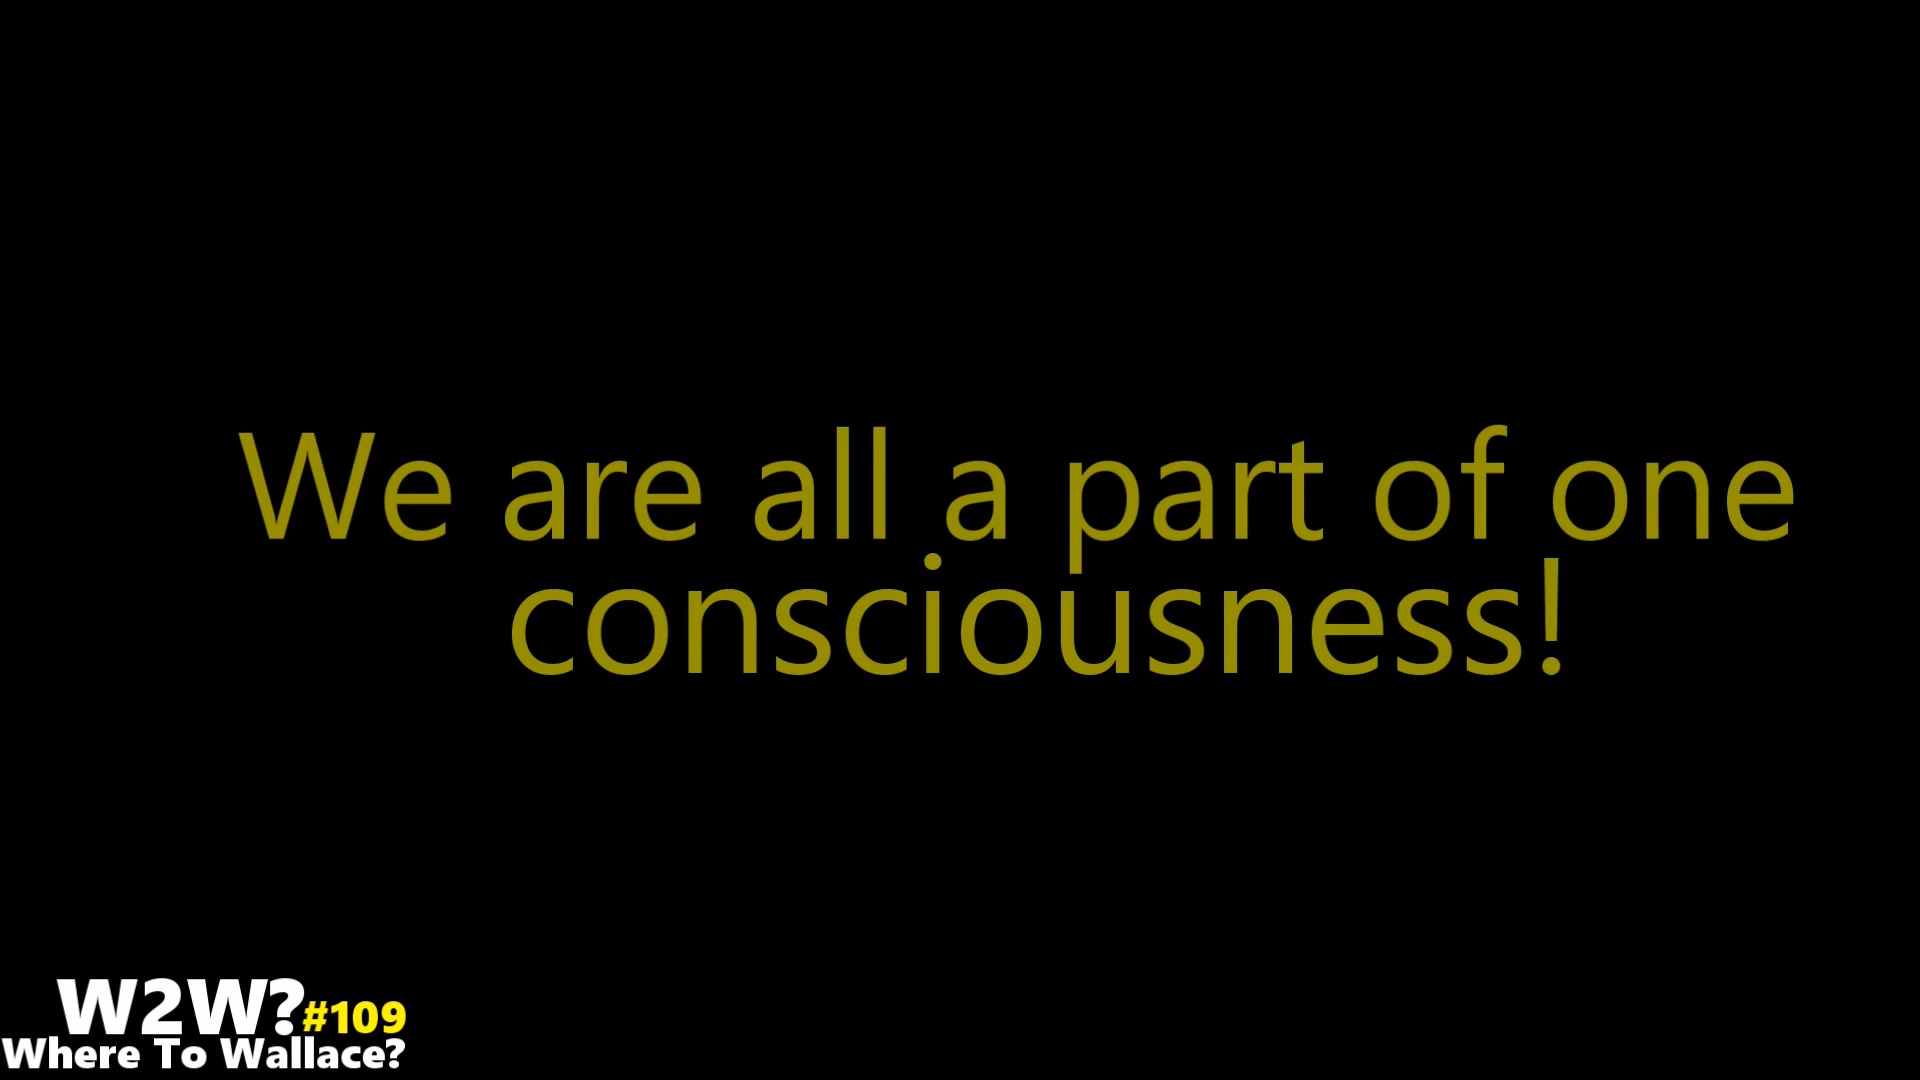 We are all a part of one
consciousness!
W2W?#109
Where To Wallace?